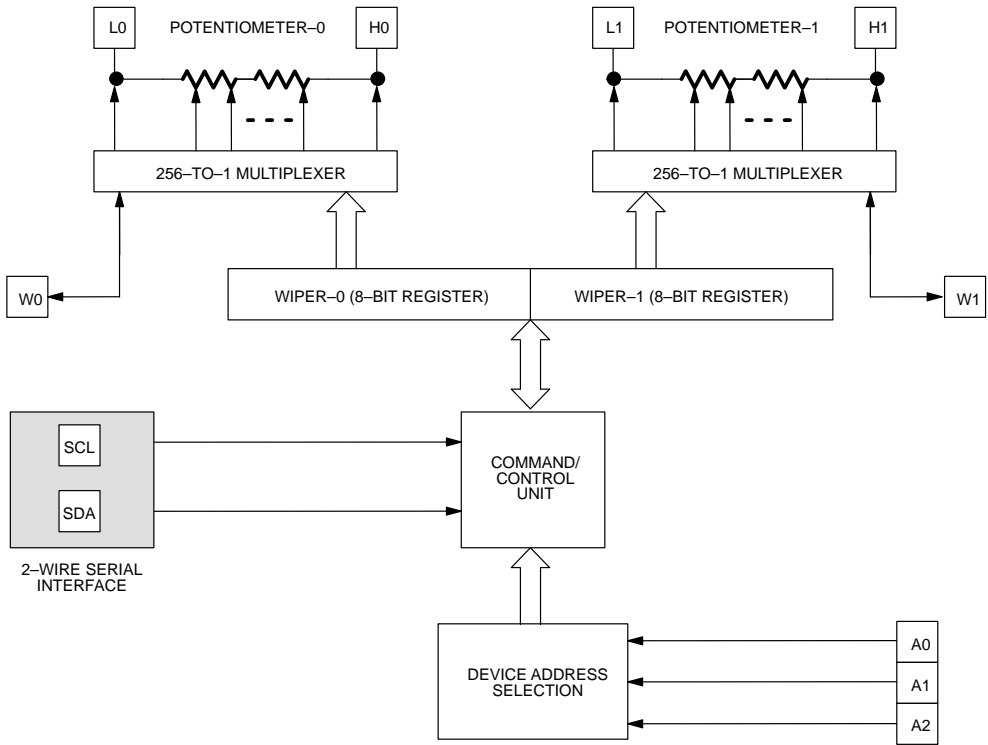 L0
POTENTIOMETER–0
H0
L1
POTENTIOMETER–1
H1
256–TO–1 MULTIPLEXER
256–TO–1 MULTIPLEXER
W0
WIPER–0 (8–BIT REGISTER)
WIPER–1 (8–BIT REGISTER)
W1
SCL
SDA
COMMAND/
CONTROL
UNIT
2–WIRE SERIAL
INTERFACE
DEVICE ADDRESS
SELECTION
A0
A1
A2